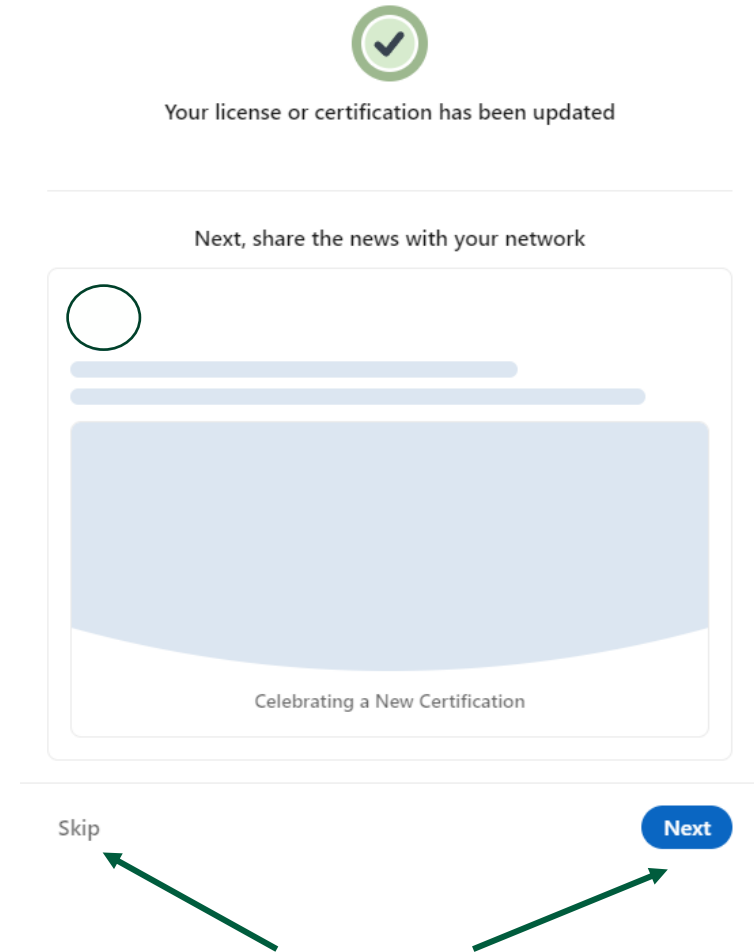 Your license or certification has been updated
Next, share the news with your network
Celebrating a New Certification
Skip
Next